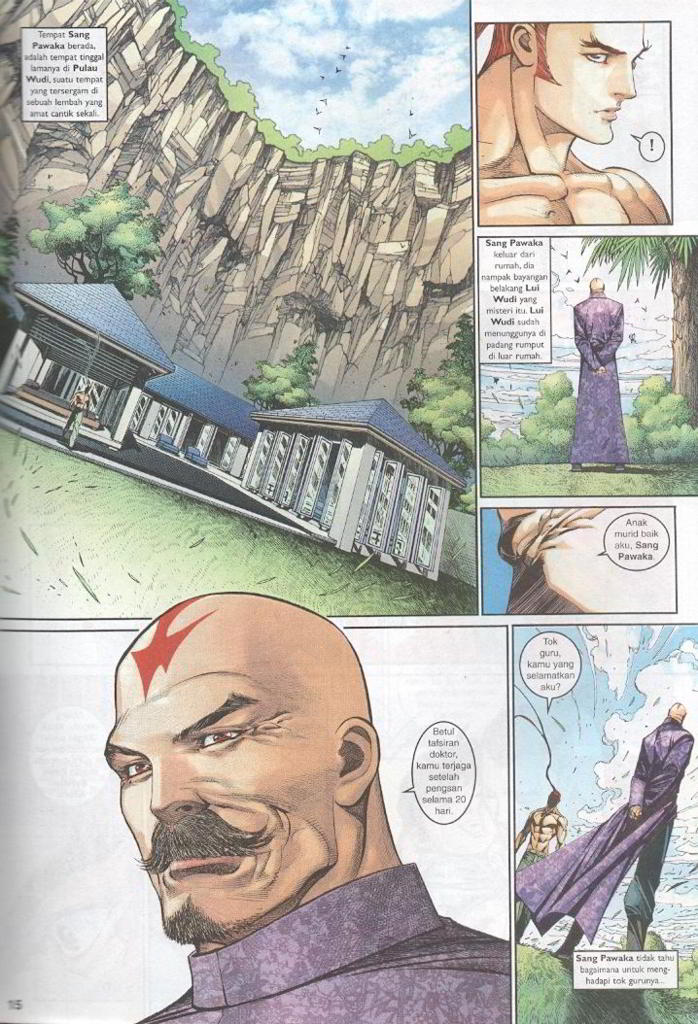 Tempat Sang
Pawaka berada,
adalah tempat tinggal
lamanya di Pulau
Wudi, suatu tempat
yang tersergam di
sebuah lembah yang
amat cantik sekali.
!
Sang Pawaka
keluar dari
rumah, dia
nampak bayangan
belakang Lui
Wudi yang
misteri itu. Lui
Wudi sudah
menunggunya di
padang rumput
di luar rumah.
Anak
murid baik
aku, Sang
Pawaka.
Betul
tafsiran
doktor,
kamu terjaga
setelah
pengsan
selama 20
hari.
Tok
guru,
kamu yang
selamatkan
aku?
Sang Pawaka tidak tahu
bagaimana untuk meng-
hadapi tok gurunya...
15